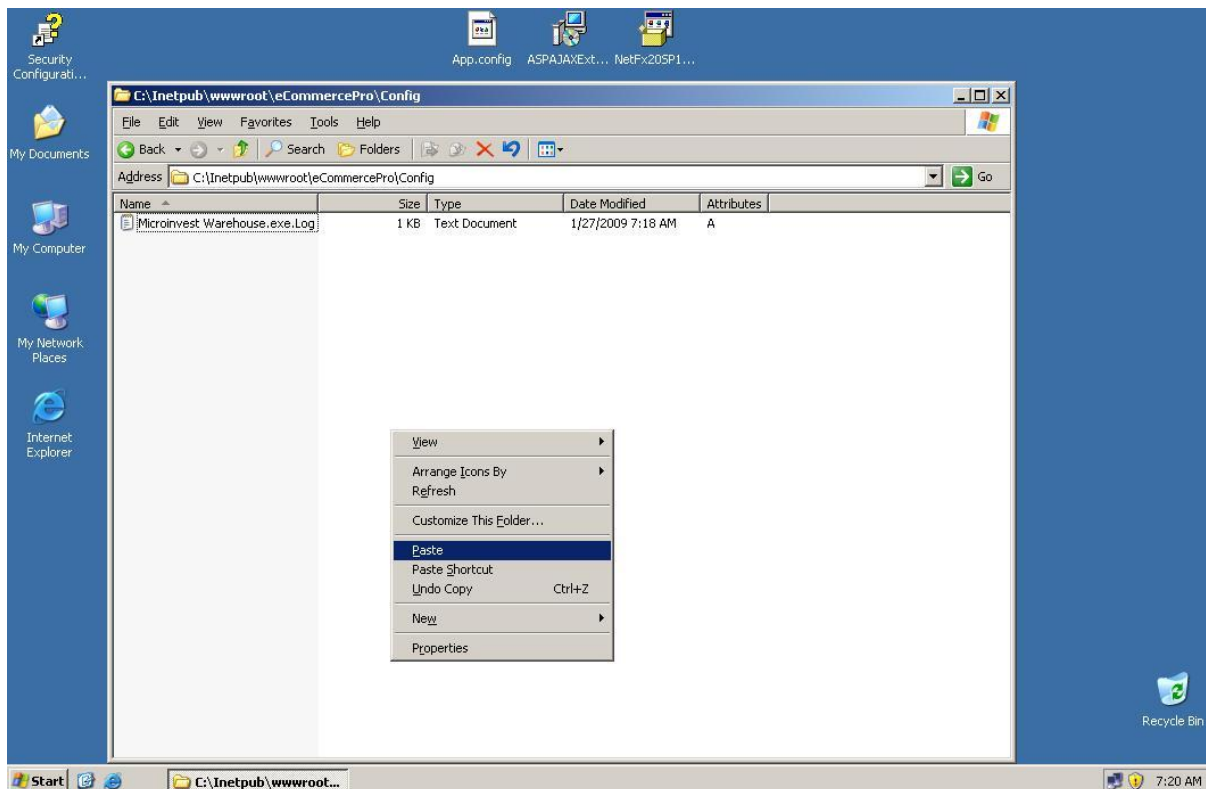 Security
Configurati...
App.config
ASPAJAXExt...
NetFx20SP1...
C:\Inetpub\wwwroot\eCommercePro\Config
File Edit View Favorites Tools Help
Back Search Folders
Address C:\Inetpub\wwwroot\eCommercePro\Config Go
Name Size Type Date Modified Attributes
Microinvest Warehouse.exe.Log 1 KB Text Document 1/27/2009 7:18 AM A
My Documents
My Computer
My Network
Places
Internet
Explorer
View
Arrange Icons By
Refresh
Customize This Folder...
Paste
Paste Shortcut
Undo Copy Ctrl+Z
New
Properties
Recycle Bin
Start
C:\Inetpub\wwwroot...
7:20 AM